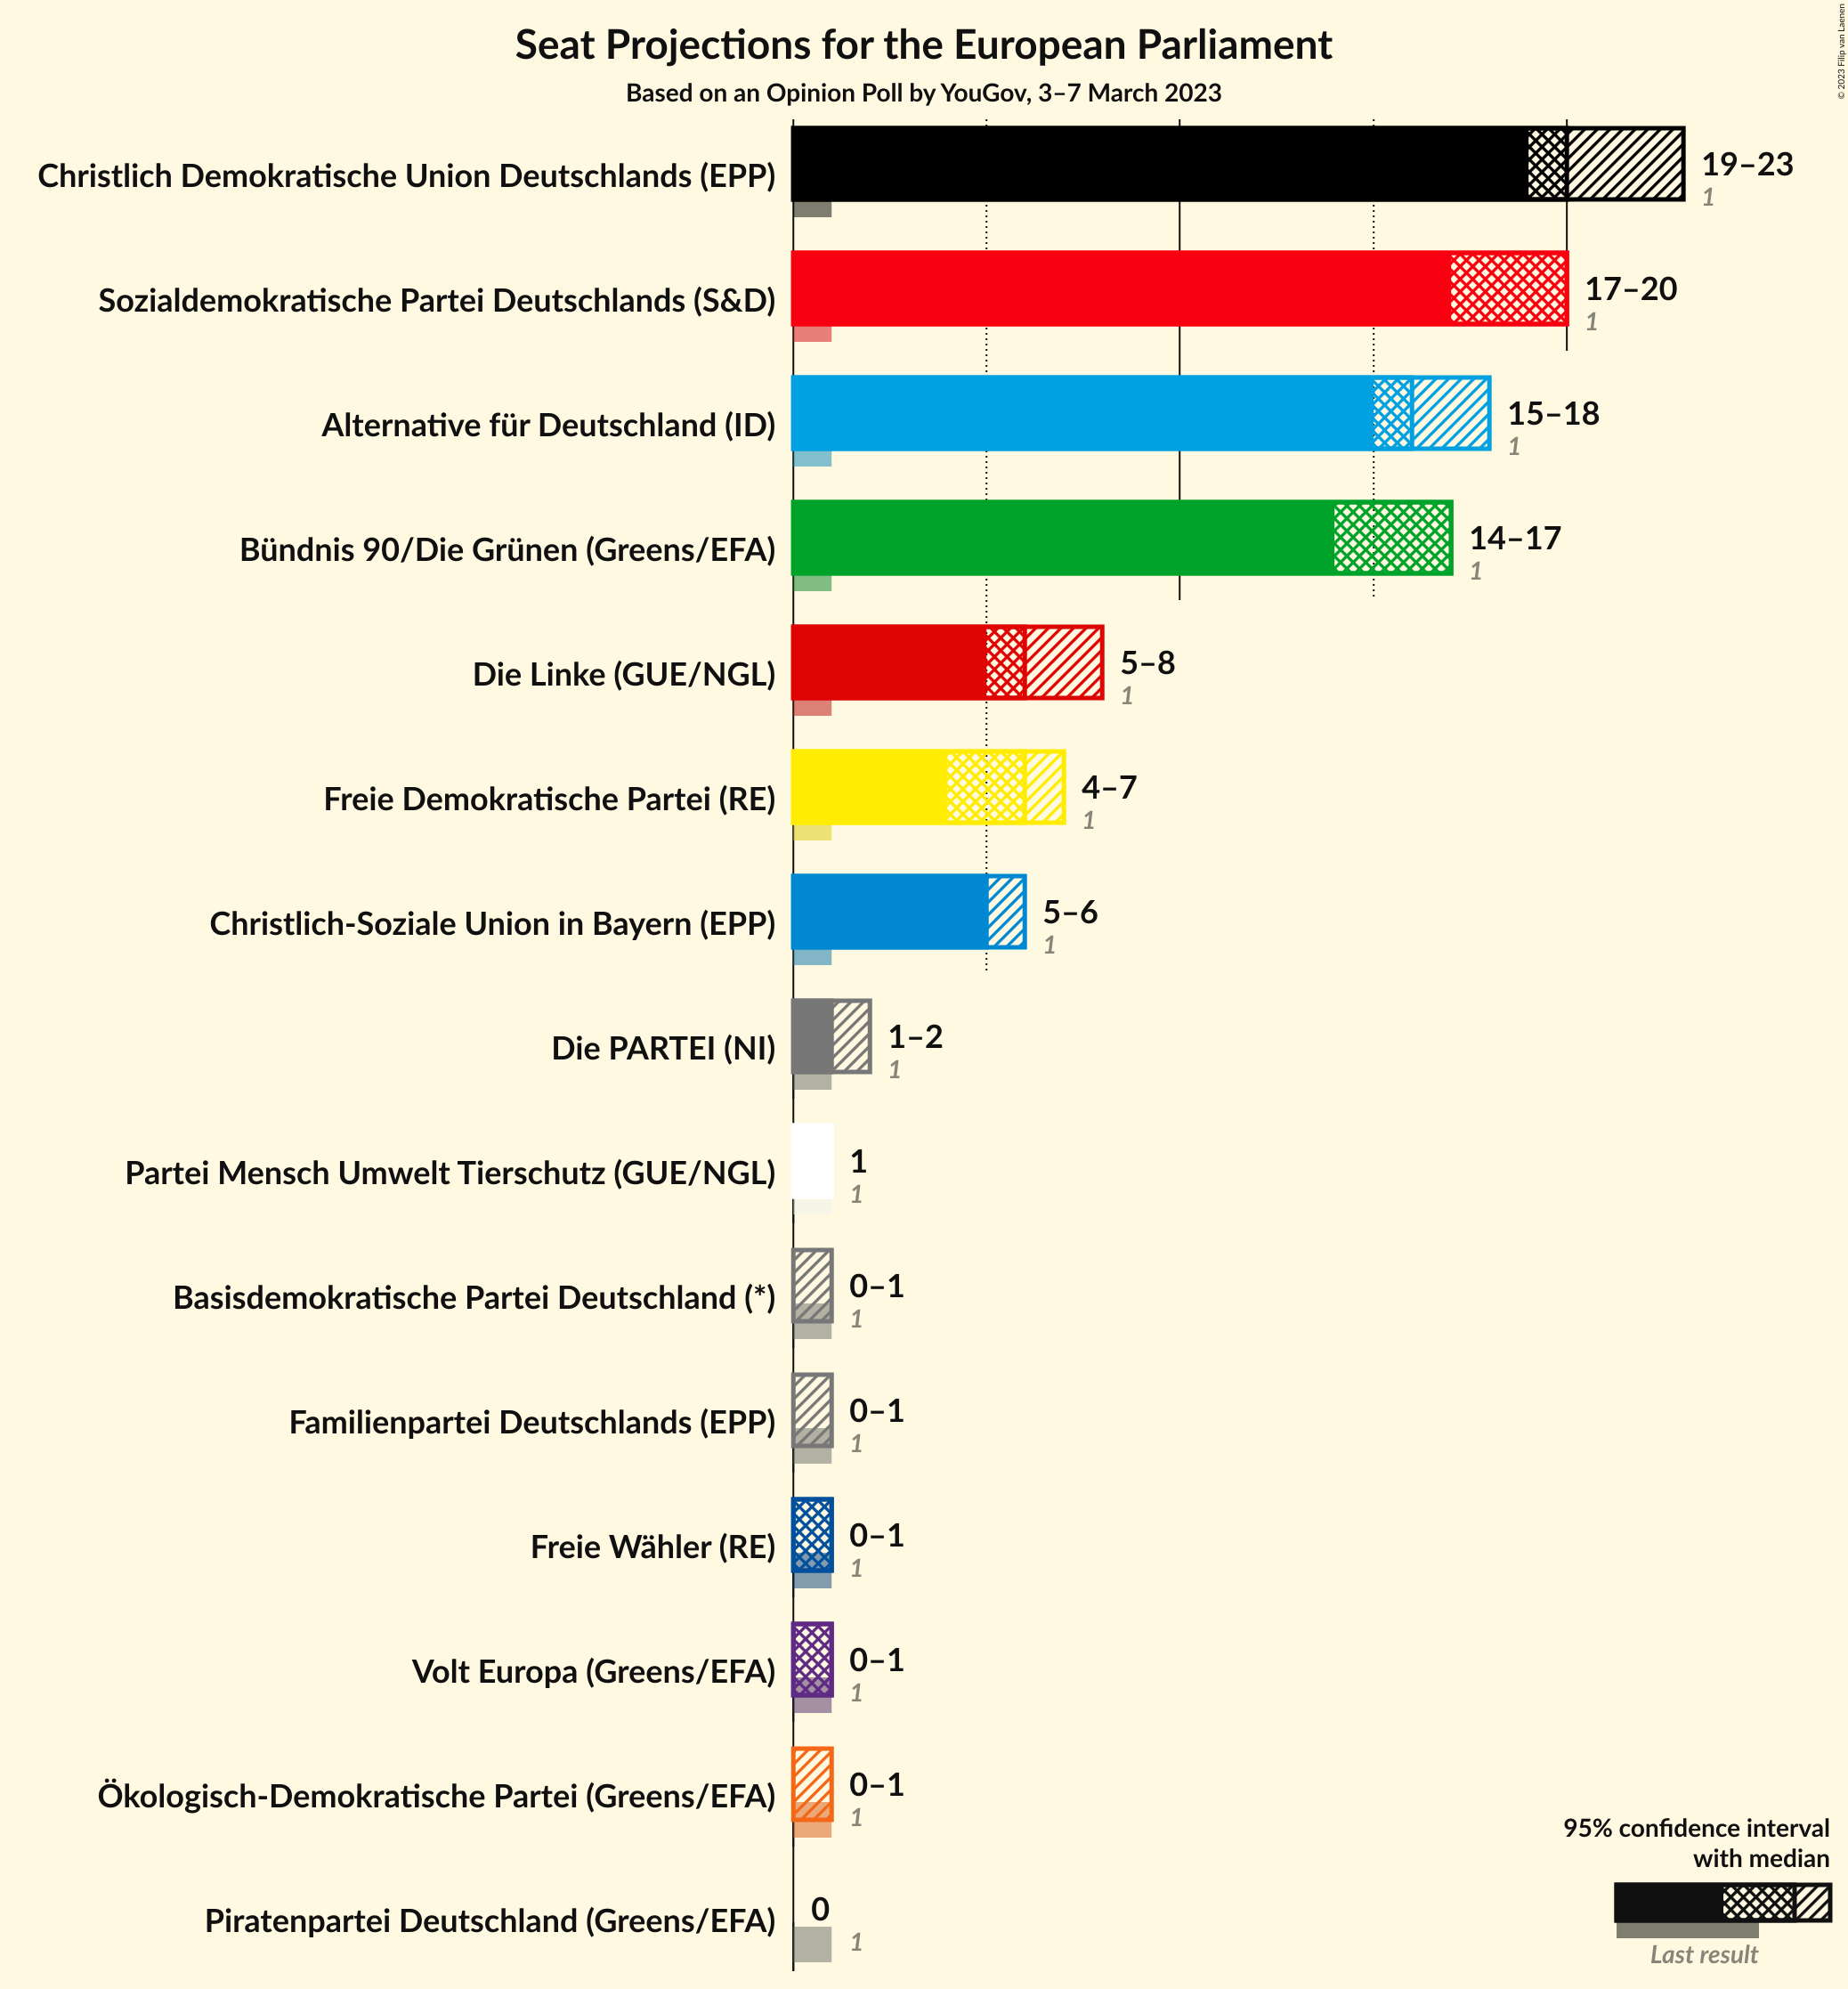 Seat Projections for the European Parliament
Based on an Opinion Poll by YouGov, 3–7 March 2023
© 2023 Filip van Laenen
Christlich Demokratische Union Deutschlands (EPP)
19–23
1
Sozialdemokratische Partei Deutschlands (S&D)
17–20
1
Alternative für Deutschland (ID)
15–18
1
Bündnis 90/Die Grünen (Greens/EFA)
14–17
1
Die Linke (GUE/NGL)
5–8
1
Freie Demokratische Partei (RE)
4–7
1
Christlich-Soziale Union in Bayern (EPP)
5–6
1
Die PARTEI (NI)
1–2
1
Partei Mensch Umwelt Tierschutz (GUE/NGL)
1
1
Basisdemokratische Partei Deutschland (*)
0–1
1
Familienpartei Deutschlands (EPP)
0–1
1
Freie Wähler (RE)
0–1
1
Volt Europa (Greens/EFA)
0–1
1
Ökologisch-Demokratische Partei (Greens/EFA)
0–1
1
Piratenpartei Deutschland (Greens/EFA)
0
1
95% confidence interval
with median
Last result